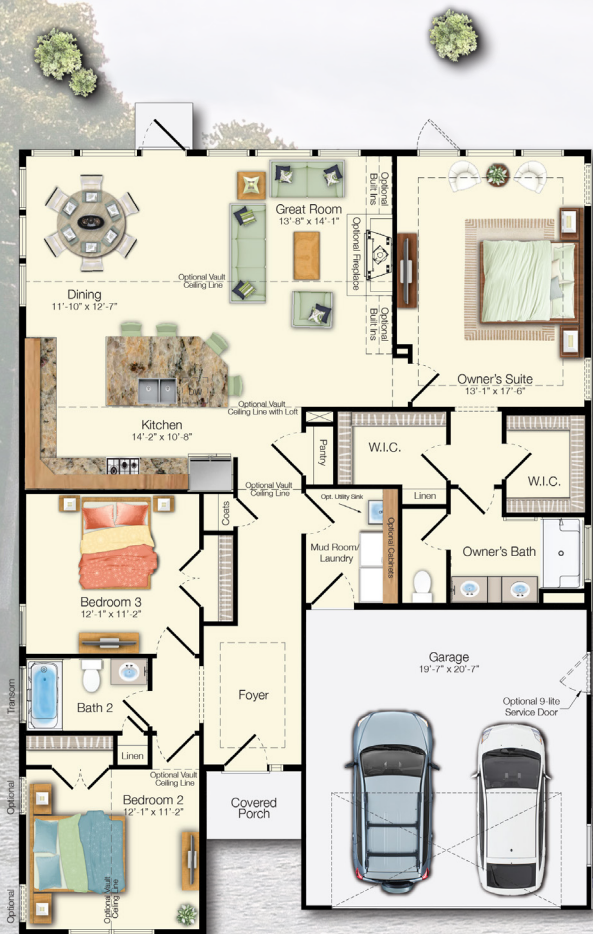 Great Room
13'-8" x 14'-1"
Optional
Built Ins
Optional Fireplace
Optional
Built Ins
Optional Vault
Ceiling Line
Dining
11'-10" x 12'-7"
Owner's Suite
13'-1" x 17'-6"
Optional Vault
Ceiling Line with Loft
Kitchen
14'-2" x 10'-8"
Pantry
W.I.C.
W.I.C.
Linen
Optional Vault
Ceiling Line
Opt. Utility Sink
Coats
Mud Room/
Laundry
Optional Cabinets
Owner's Bath
Bedroom 3
12'-1" x 11'-2"
Garage
19'-7" x 20'-7"
Optional 9-lite
Service Door
Foyer
Transom
Bath 2
Linen
Optional Vault
Ceiling Line
Bedroom 2
12'-1" x 11'-2"
Covered
Porch
Optional
Optional
Optional Vault
Ceiling Line